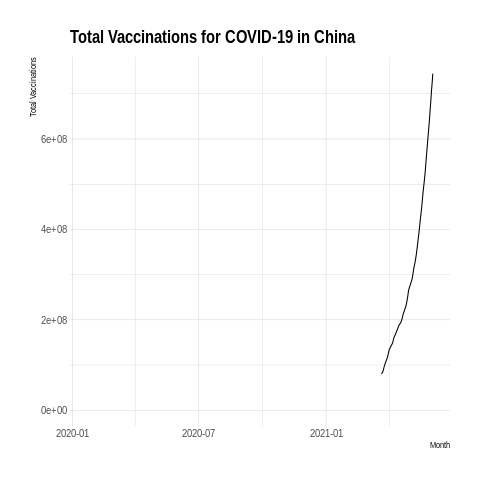 Total Vaccinations for COVID-19 in China
Total Vaccinations
6e+08
4e+08
2e+08
0e+00
2020-01 2020-07 2021-01
Month